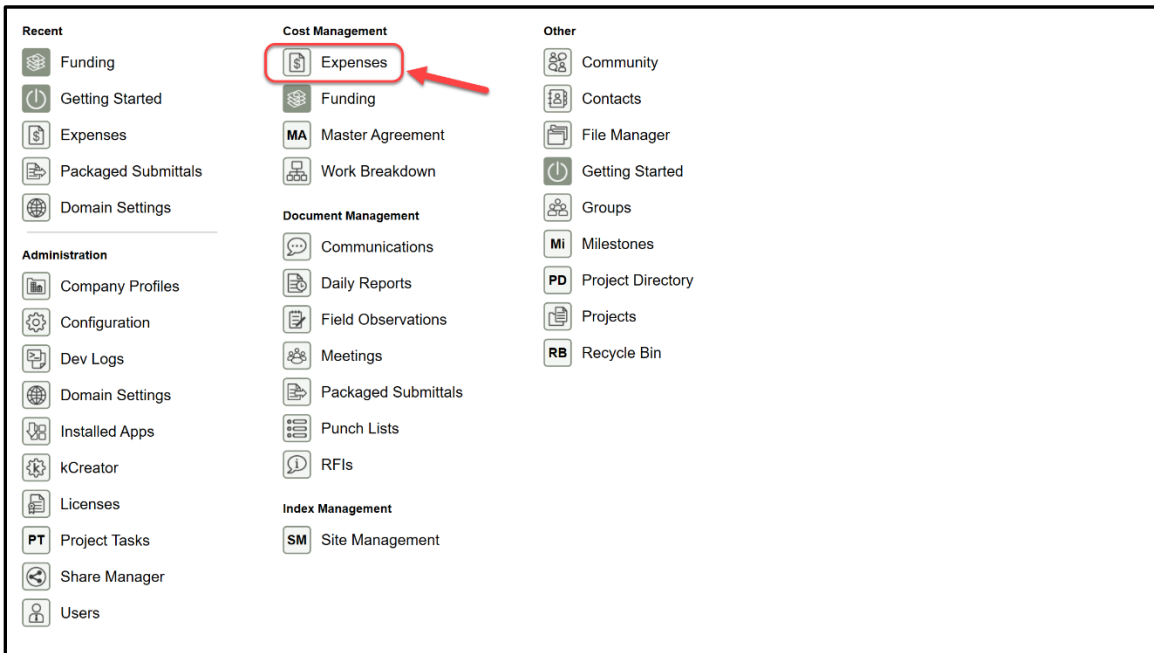 Recent
Funding
Getting Started
Expenses
Packaged Submittals
Domain Settings
Administration
Company Profiles
Configuration
Dev Logs
Domain Settings
Installed Apps
kCreator
Licenses
PT Project Tasks
Share Manager
Users
Cost Management
Expenses
Funding
MA Master Agreement
Work Breakdown
Document Management
Communications
Daily Reports
Field Observations
Meetings
Packaged Submittals
Punch Lists
RFIs
Index Management
SM Site Management
Other
Community
Contacts
File Manager
Getting Started
Groups
Mi Milestones
PD Project Directory
Projects
RB Recycle Bin